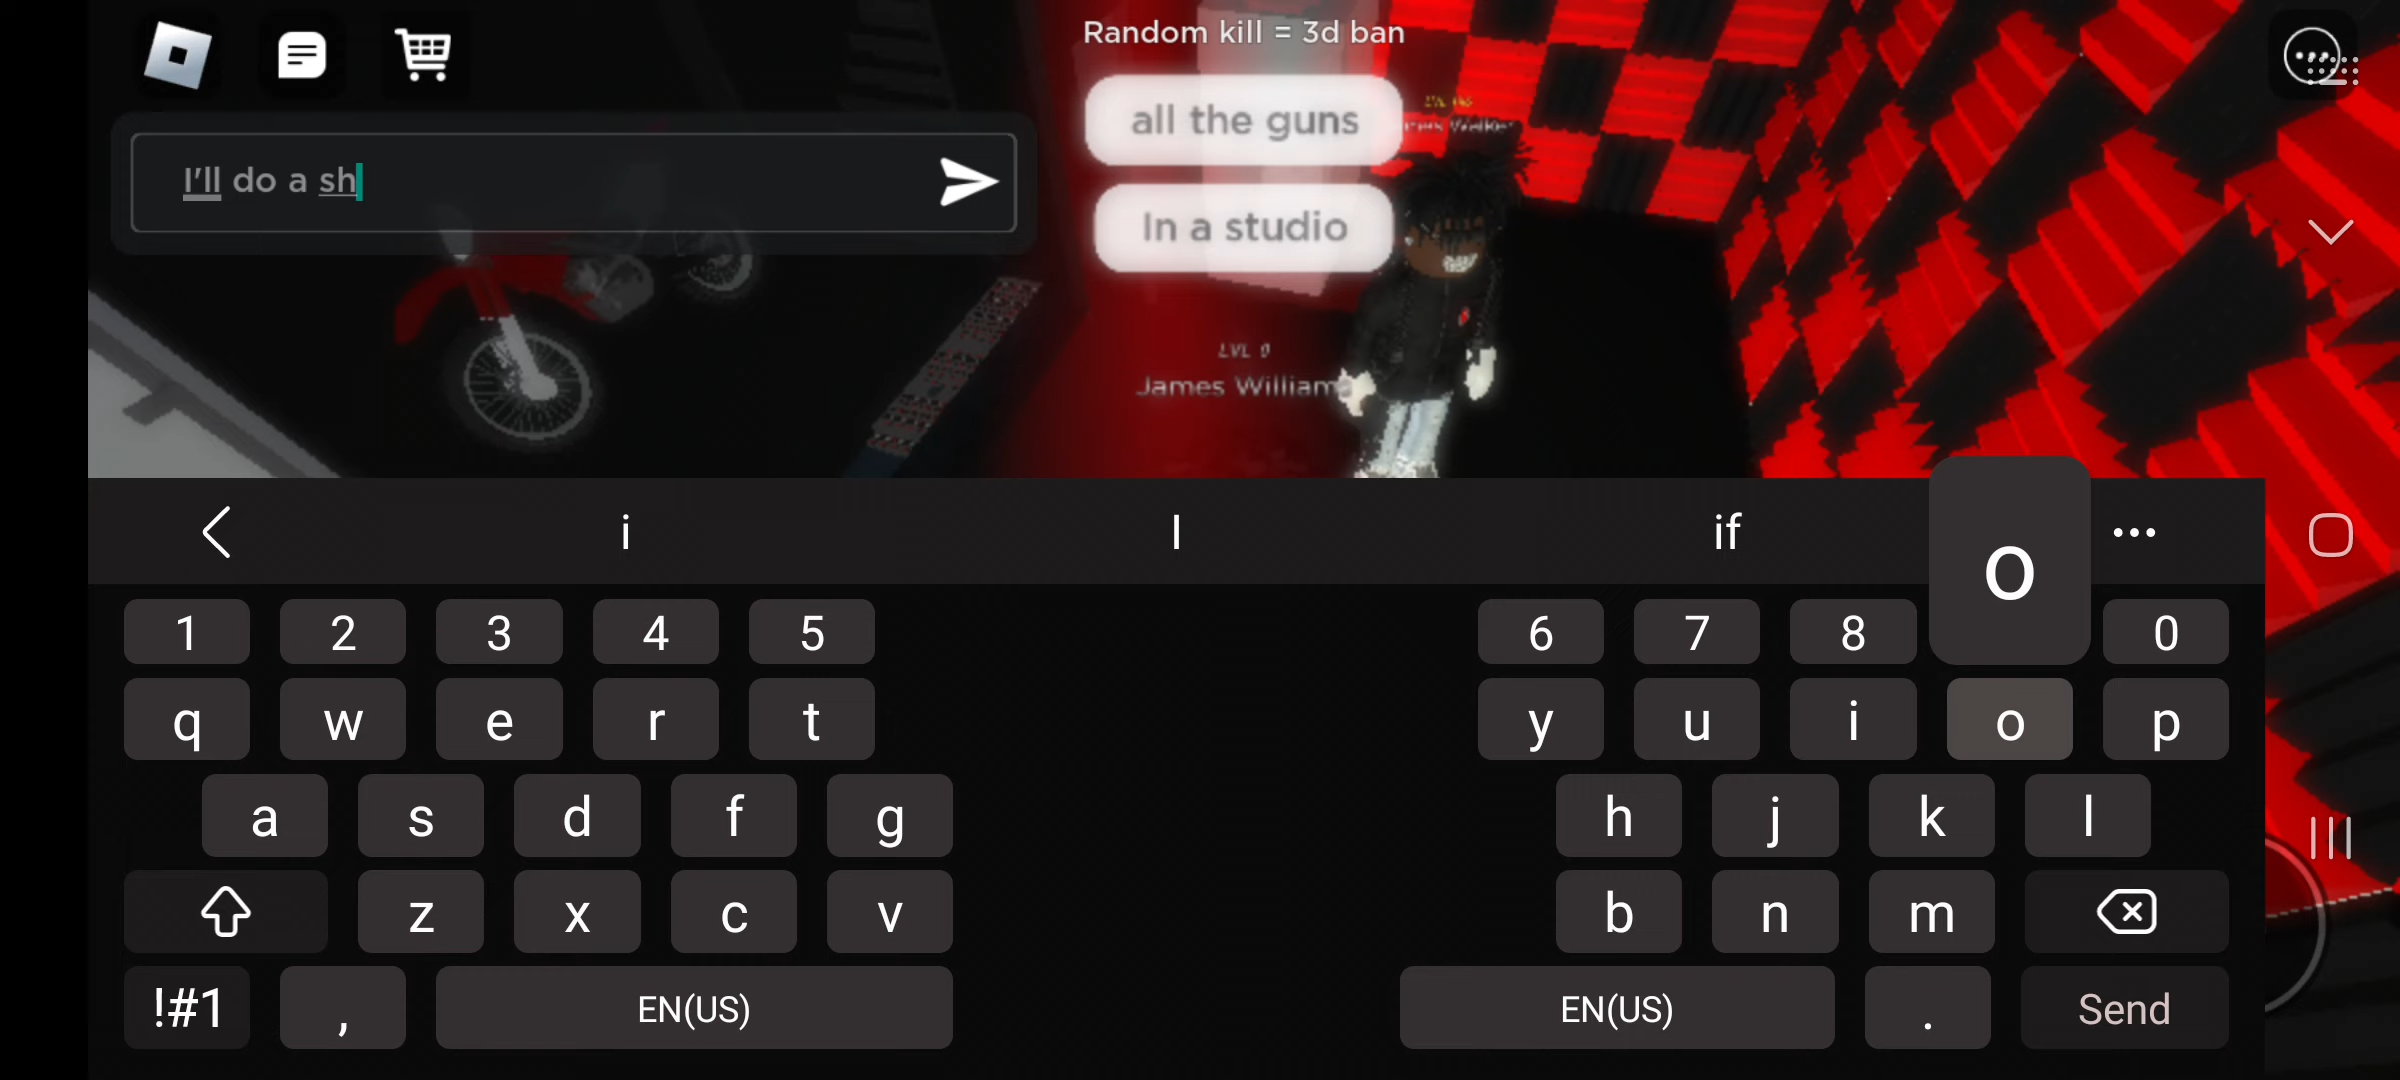 Random kill = 3d ban
all the guns
In a studio
I'll do a sh
LVL 0
James William
i
I
if
o
1 2 3 4 5 6 7 8 0
q w e r t y u i o p
a s d f g h j k l
z x c v b n m
!#1 , EN(US) EN(US) . Send